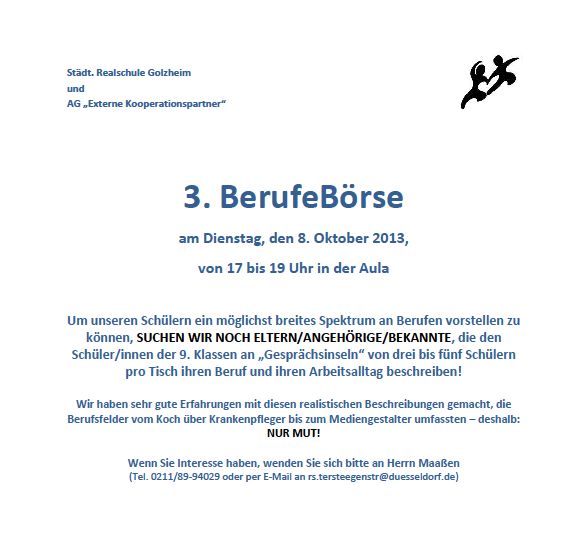 Städt. Realschule Golzheim
und
AG „Externe Kooperationspartner“
3. BerufeBörse
am Dienstag, den 8. Oktober 2013,
von 17 bis 19 Uhr in der Aula
Um unseren Schülern ein möglichst breites Spektrum an Berufen vorstellen zu
können, SUCHEN WIR NOCH ELTERN/ANGEHÖRIGE/BEKANNTE, die den
Schüler/innen der 9. Klassen an „Gesprächsinseln“ von drei bis fünf Schülern
pro Tisch ihren Beruf und ihren Arbeitsalltag beschreiben!
Wir haben sehr gute Erfahrungen mit diesen realistischen Beschreibungen gemacht, die
Berufsfelder vom Koch über Krankenpfleger bis zum Mediengestalter umfassten – deshalb:
NUR MUT!
Wenn Sie Interesse haben, wenden Sie sich bitte an Herrn Maaßen
(Tel. 0211/89-94029 oder per E-Mail an rs.tersteegenstr@duesseldorf.de)